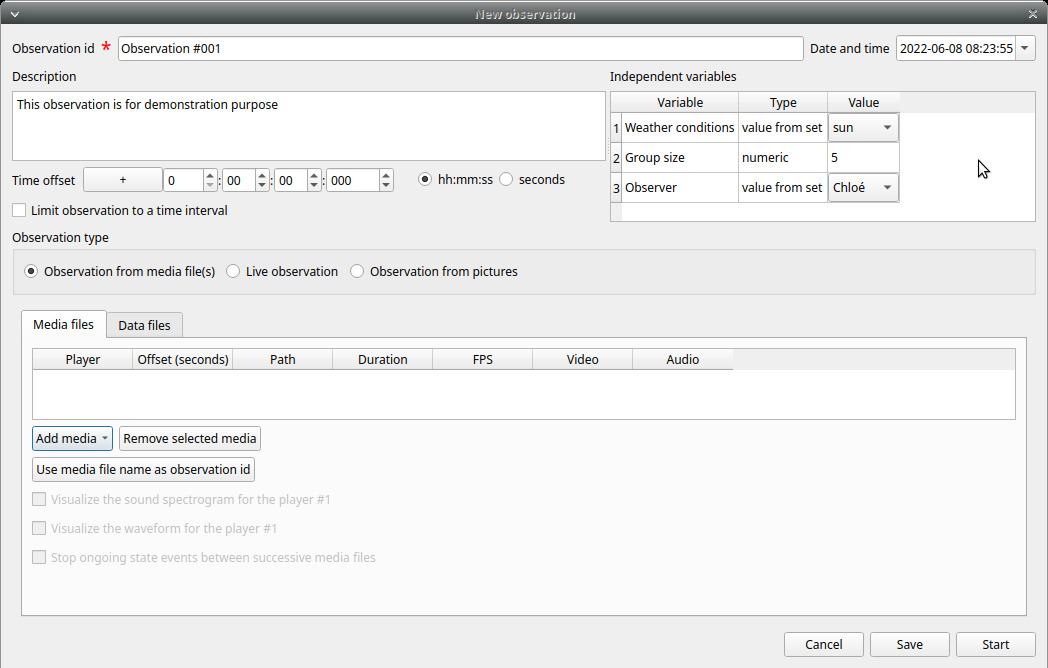 New observation
Observation id * Observation #001 Date and time 2022-06-08 08:23:55
Description
This observation is for demonstration purpose
Independent variables
Variable Type Value
1 Weather conditions value from set sun
2 Group size numeric 5
3 Observer value from set Chloé
Time offset + 0 : 00 : 00 : 000 hh:mm:ss seconds
Limit observation to a time interval
Observation type
Observation from media file(s) Live observation Observation from pictures
Media files Data files
Player Offset (seconds) Path Duration FPS Video Audio
Add media Remove selected media
Use media file name as observation id
Visualize the sound spectrogram for the player #1
Visualize the waveform for the player #1
Stop ongoing state events between successive media files
Cancel Save Start